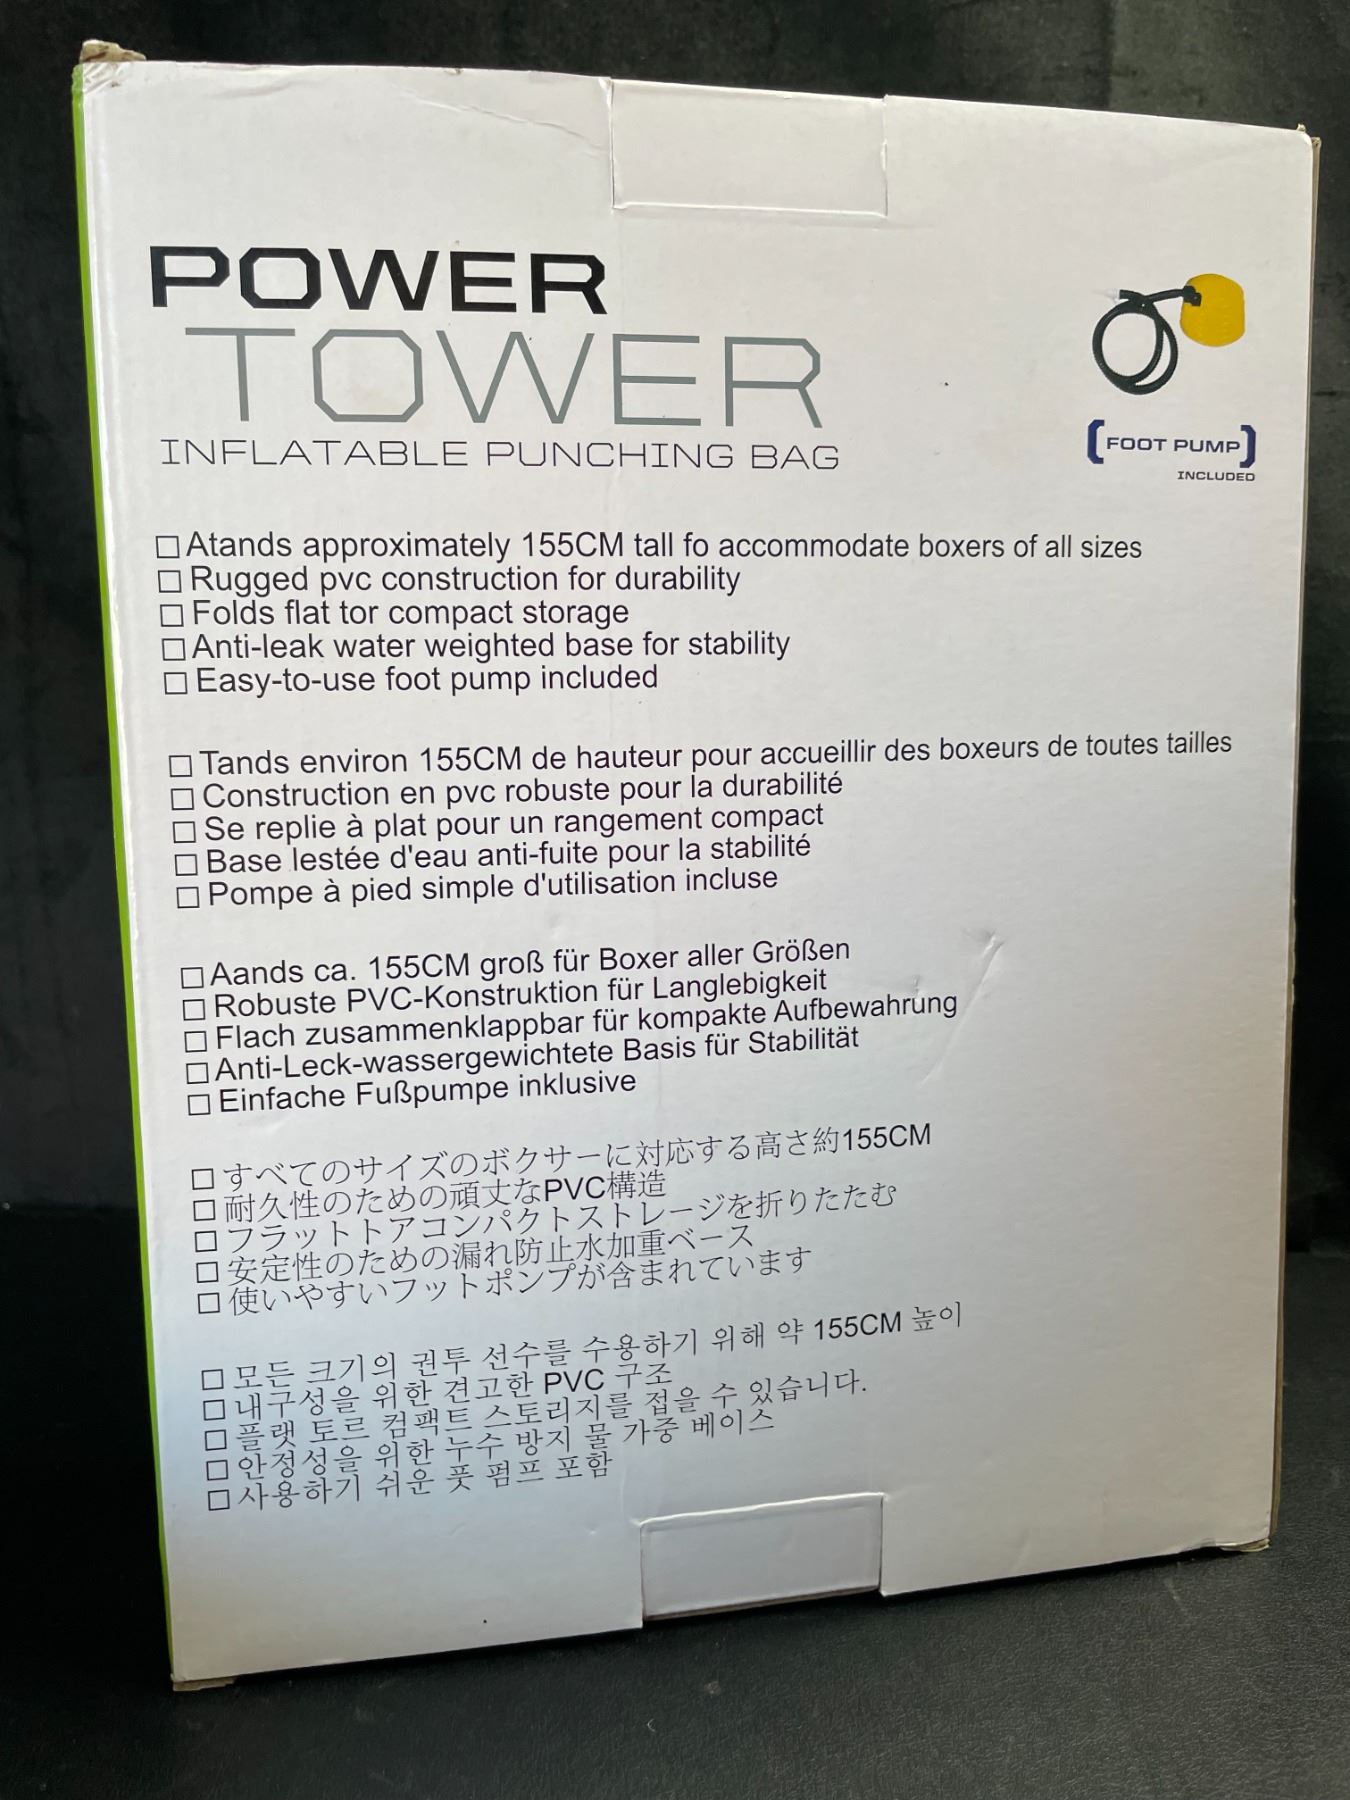 POWER
TOWER
INFLATABLE PUNCHING BAG
[FOOT PUMP]
INCLUDED
□ Atands approximately 155CM tall fo accommodate boxers of all sizes
□ Rugged pvc construction for durability
□ Folds flat tor compact storage
□ Anti-leak water weighted base for stability
□ Easy-to-use foot pump included
□ Tands environ 155CM de hauteur pour accueillir des boxeurs de toutes tailles
□ Construction en pvc robuste pour la durabilité
□ Se replie à plat pour un rangement compact
□ Base lestée d'eau anti-fuite pour la stabilité
□ Pompe à pied simple d'utilisation incluse
□ Aands ca. 155CM groß für Boxer aller Größen
□ Robuste PVC-Konstruktion für Langlebigkeit
□ Flach zusammenklappbar für kompakte Aufbewahrung
□ Anti-Leck-wassergewichtete Basis für Stabilität
□ Einfache Fußpumpe inklusive
□ すべてのサイズのボクサーに対応する高さ約155CM
□ 耐久性のための頑丈なPVC構造
□ フラットトアコンパクトストレージを折りたたむ
□ 安定性のための漏れ防止水加重ベース
□ 使いやすいフットポンプが含まれています
□ 모든 크기의 권투 선수를 수용하기 위해 약 155CM 높이
□ 내구성을 위한 견고한 PVC 구조
□ 플랫 토르 컴팩트 스토리지를 접을 수 있습니다.
□ 안정성을 위한 누수 방지 물 가중 베이스
□ 사용하기 쉬운 풋 펌프 포함